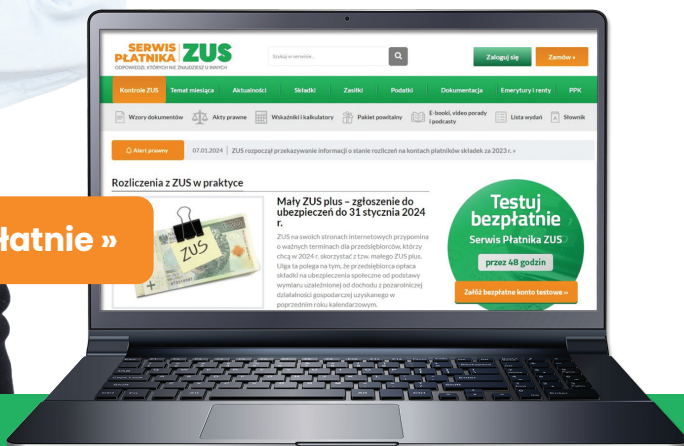 SERWIS
PŁATNIKA ZUS
ODPOWIEDZI, KTÓRYCH NIE ZNAJDZIESZ U INNYCH
Szukaj w serwisie..
Zaloguj się
Zamów »
Kontrole ZUS Temat miesiąca Aktualności Składki Zasiłki Podatki Dokumentacja Emerytury i renty PPK
Wzory dokumentów Akty prawne Wskaźniki i kalkulatory Pakiet powitalny E-booki, video porady i podcasty Lista wydań Słownik
Alert prawny 07.01.2024 ZUS rozpoczął przekazywanie informacji o stanie rozliczeń na kontach płatników składek za 2023 r. »
Rozliczenia z ZUS w praktyce
ZUS
Mały ZUS plus – zgłoszenie do
ubezpieczeń do 31 stycznia 2024
r.
ZUS na swoich stronach internetowych przypomina
o ważnych terminach dla przedsiębiorców, którzy
chcą w 2024 r. skorzystać z tzw. małego ZUS plus.
Ulga ta polega na tym, że przedsiębiorca opłaca
składki na ubezpieczenia społeczne od podstawy
wymiaru uzależnionej od dochodu z pozarolniczej
działalności gospodarczej uzyskanego w
poprzednim roku kalendarzowym.
Testuj
bezpłatnie
Serwis Płatnika ZUS
przez 48 godzin
Załóż bezpłatne konto testowe »
łatnie »